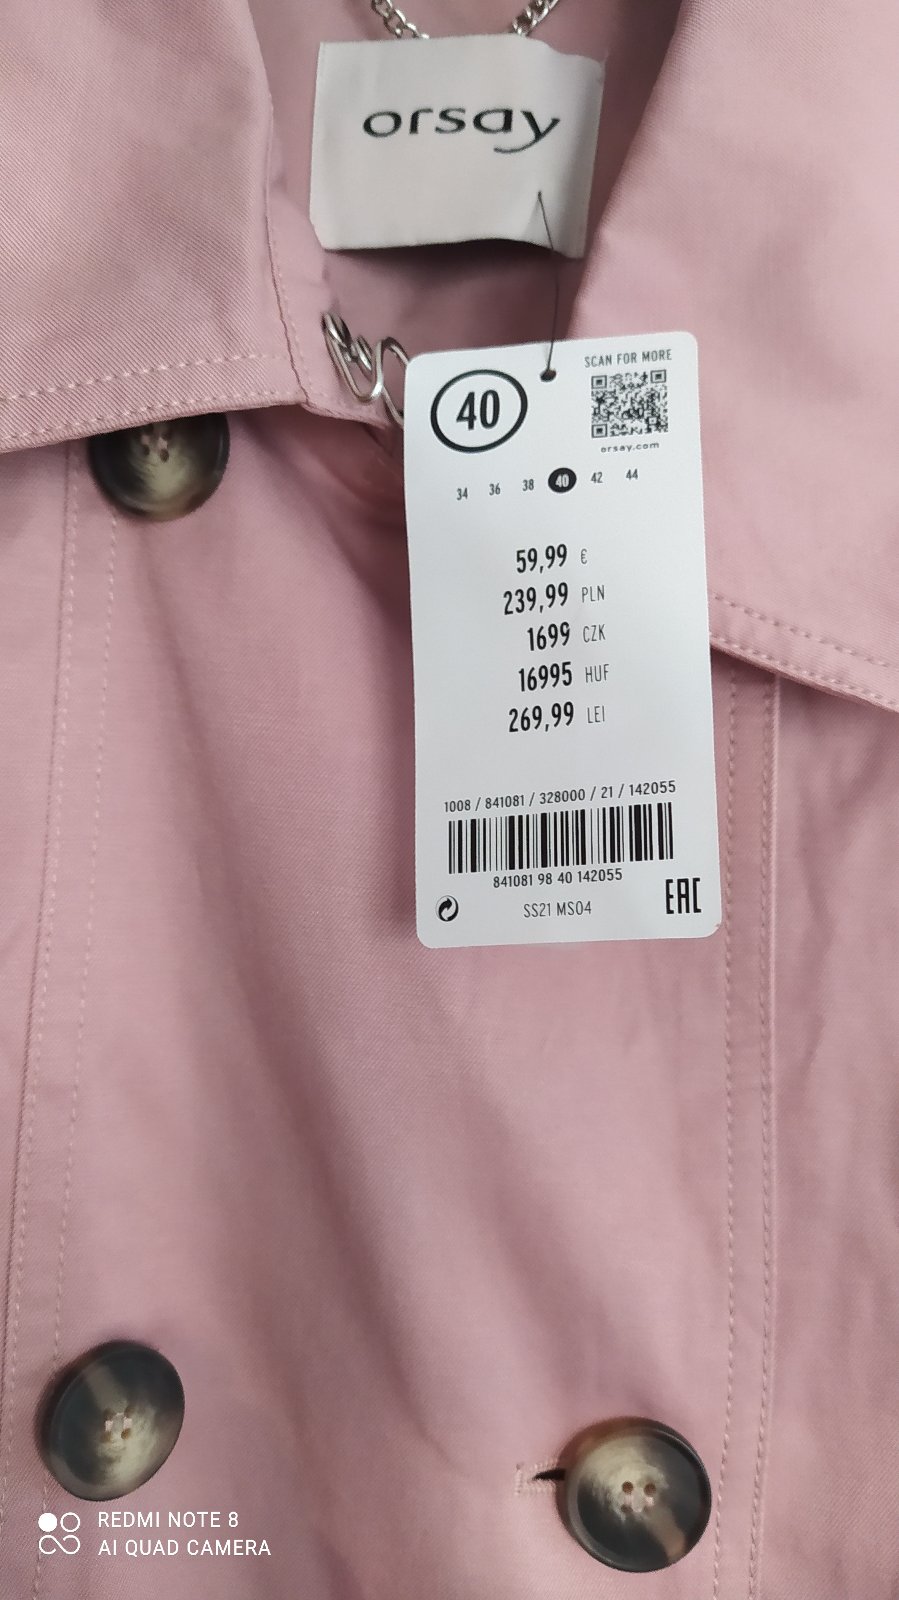 orsay
40
SCAN FOR MORE
orsay.com
34 36 38 40 42 44
59,99 €
239,99 PLN
1699 CZK
16995 HUF
269,99 LEI
1008 / 841081 / 328000 / 21 / 142055
841081 98 40 142055
SS21 MS04
EAC
REDMI NOTE 8
AI QUAD CAMERA